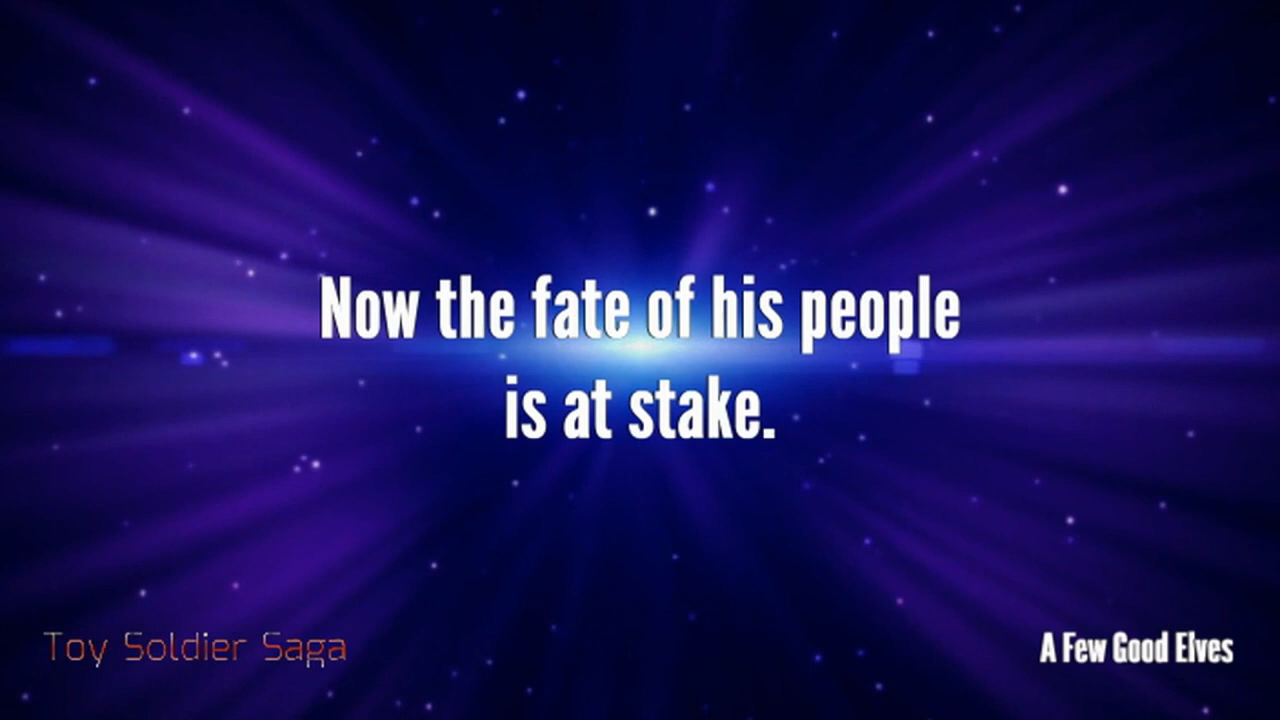 Now the fate of his people
is at stake.
Toy Soldier Saga
A Few Good Elves